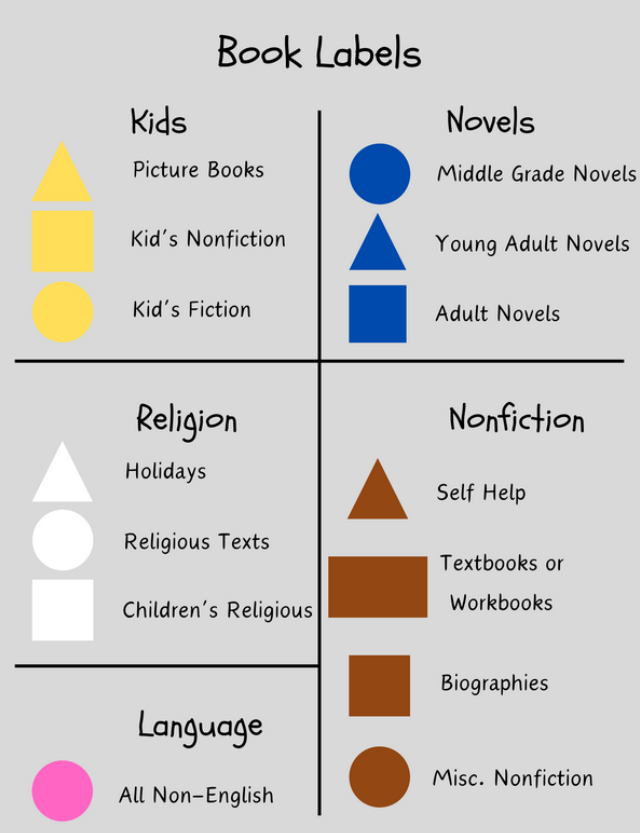 Book Labels
Kids
Picture Books
Kid's Nonfiction
Kid's Fiction
Novels
Middle Grade Novels
Young Adult Novels
Adult Novels
Religion
Holidays
Religious Texts
Children's Religious
Nonfiction
Self Help
Textbooks or
Workbooks
Biographies
Misc. Nonfiction
Language
All Non-English